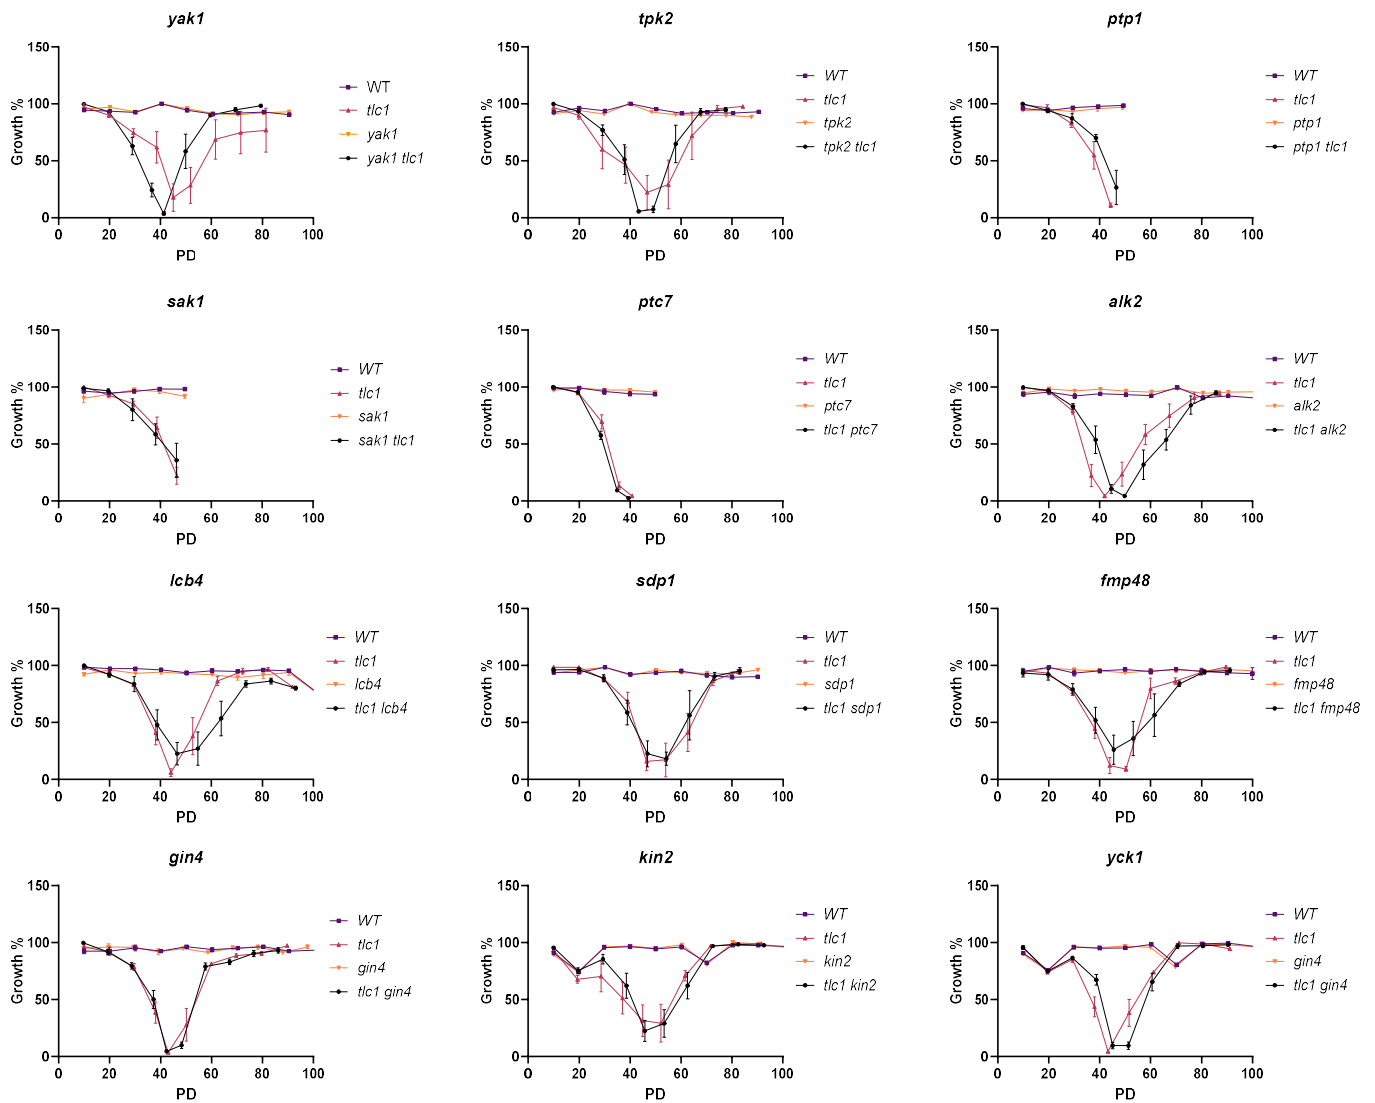 yak1
150
100
50
0
Growth %
0 20 40 60 80 100
PD
WT
tlc1
yak1
yak1 tlc1
tpk2
150
100
50
0
Growth %
0 20 40 60 80 100
PD
WT
tlc1
tpk2
tpk2 tlc1
ptp1
150
100
50
0
Growth %
0 20 40 60 80 100
PD
WT
tlc1
ptp1
ptp1 tlc1
sak1
150
100
50
0
Growth %
0 20 40 60 80 100
PD
WT
tlc1
sak1
sak1 tlc1
ptc7
150
100
50
0
Growth %
0 20 40 60 80 100
PD
WT
tlc1
ptc7
tlc1 ptc7
alk2
150
100
50
0
Growth %
0 20 40 60 80 100
PD
WT
tlc1
alk2
tlc1 alk2
lcb4
150
100
50
0
Growth %
0 20 40 60 80 100
PD
WT
tlc1
lcb4
tlc1 lcb4
sdp1
150
100
50
0
Growth %
0 20 40 60 80 100
PD
WT
tlc1
sdp1
tlc1 sdp1
fmp48
150
100
50
0
Growth %
0 20 40 60 80 100
PD
WT
tlc1
fmp48
tlc1 fmp48
gin4
150
100
50
0
Growth %
0 20 40 60 80 100
PD
WT
tlc1
gin4
tlc1 gin4
kin2
150
100
50
0
Growth %
0 20 40 60 80 100
PD
WT
tlc1
kin2
tlc1 kin2
yck1
150
100
50
0
Growth %
0 20 40 60 80 100
PD
WT
tlc1
gin4
tlc1 gin4